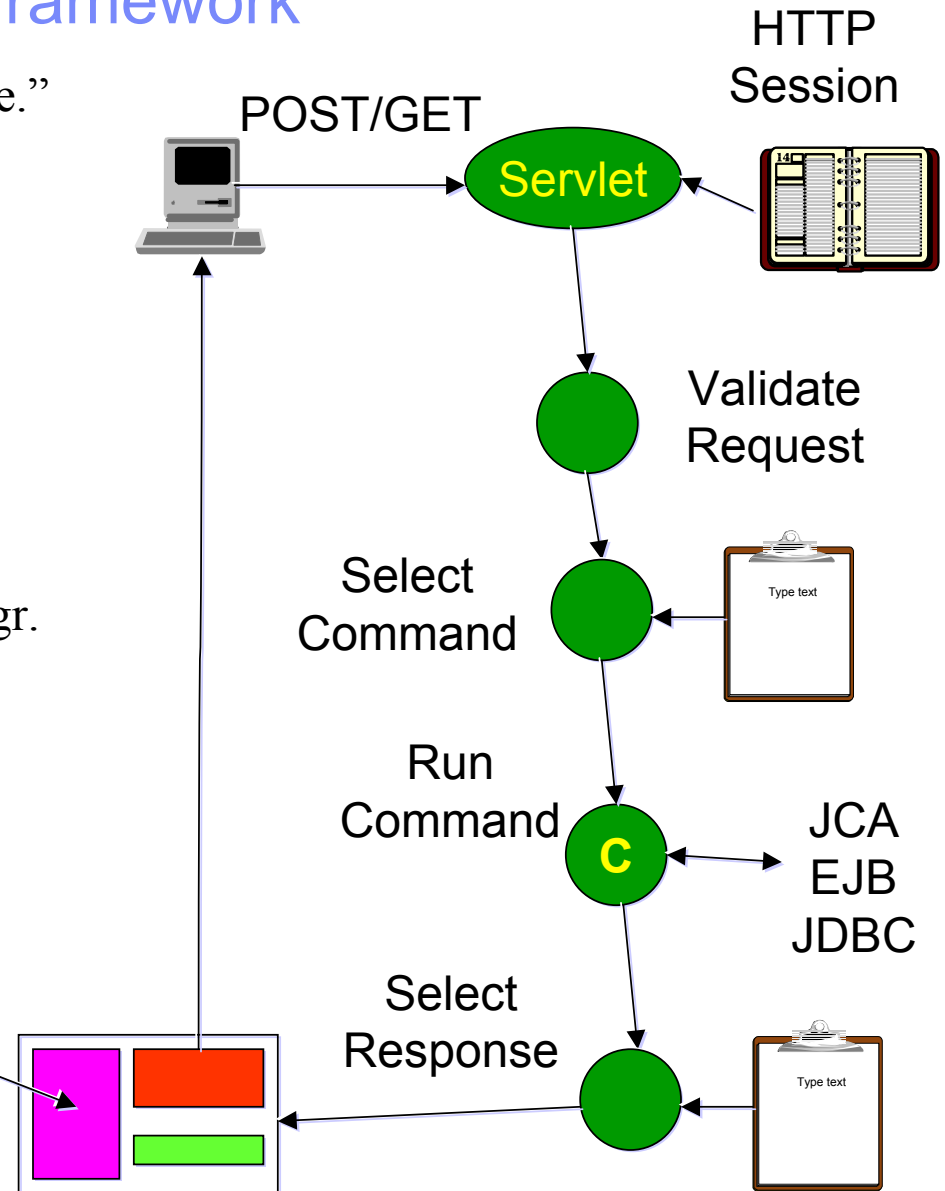 HTTP
Session
POST/GET
Servlet
14
Validate
Request
Select
Command
Type text
Run
Command
C
JCA
EJB
JDBC
Select
Response
Type text